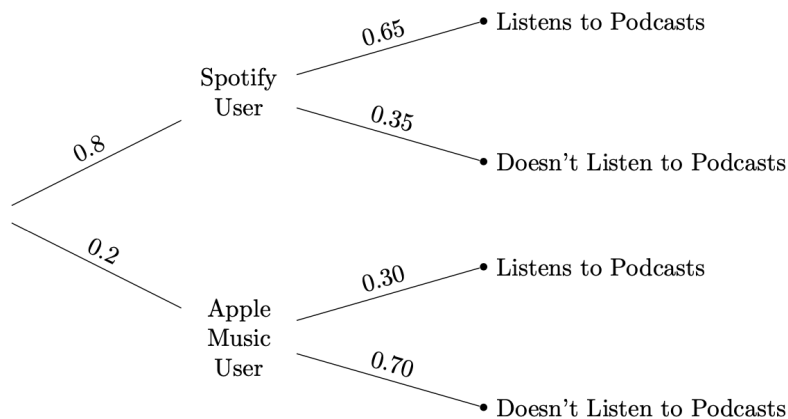 0.65
Listens to Podcasts
Spotify
User
0.35
Doesn't Listen to Podcasts
0.8
0.2
0.30
Listens to Podcasts
Apple
Music
User
0.70
Doesn't Listen to Podcasts